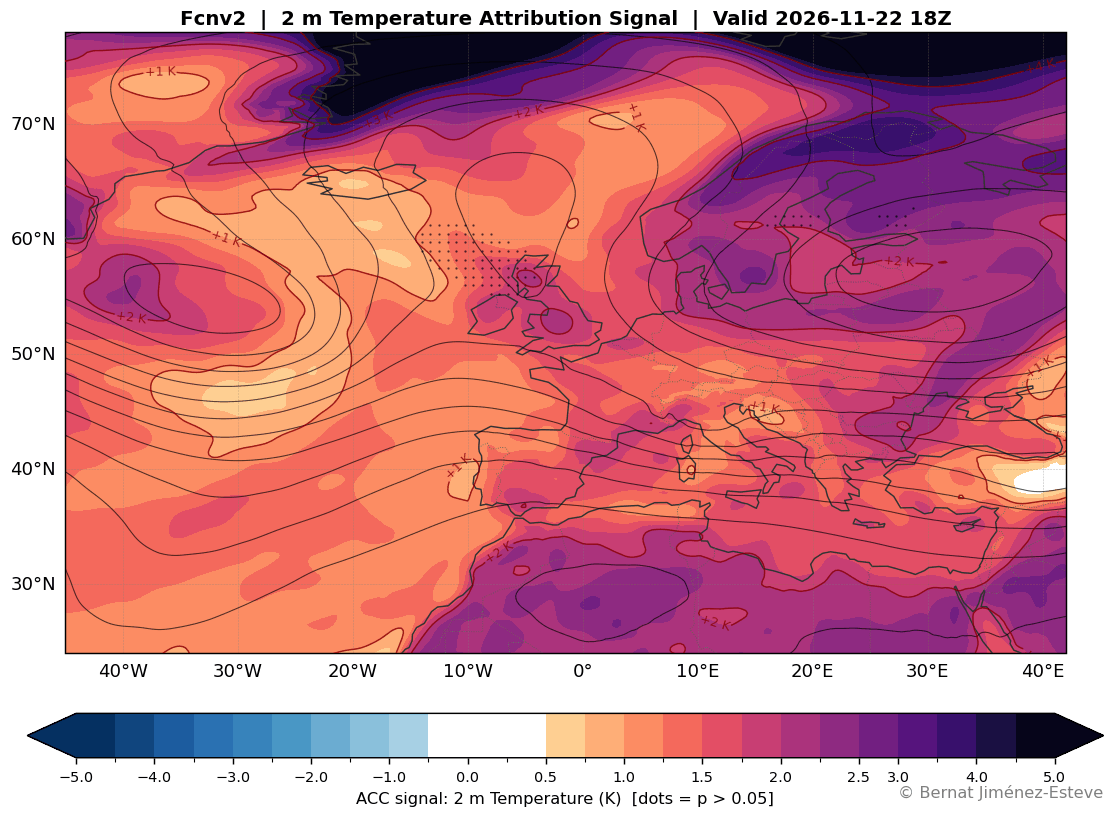 Fcnv2 | 2 m Temperature Attribution Signal | Valid 2026-11-22 18Z
70°N
60°N
50°N
40°N
30°N
+1 K
+2 K
+1 K
+1 K
+1 K
+2 K
+2 K
+1 K
+1 K
+1 K
+2 K
+2 K
40°W
30°W
20°W
10°W
0°
10°E
20°E
30°E
40°E
−5.0
−4.0
−3.0
−2.0
−1.0
0.0
0.5
1.0
1.5
2.0
2.5
3.0
4.0
5.0
ACC signal: 2 m Temperature (K) [dots = p > 0.05]
© Bernat Jiménez-Esteve